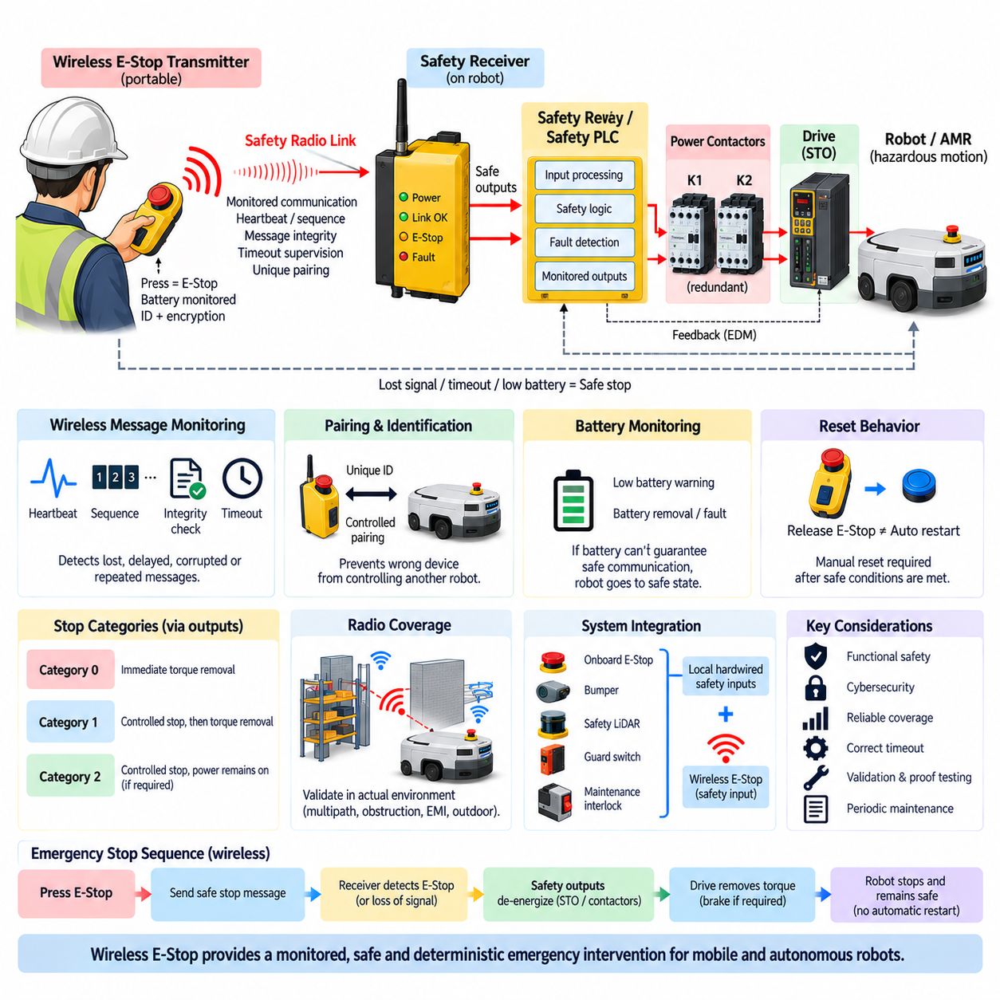 Wireless E-Stop Transmitter
(portable)
Safety Receiver
(on robot)
Safety Radio Link
Monitored communication
Heartbeat / sequence
Message integrity
Timeout supervision
Unique pairing
Press = E-Stop
Battery monitored
ID + encryption
Power
Link OK
E-Stop
Fault
Safe
outputs
Safety /
Safety PLC
Input processing
Safety logic
Fault detection
Monitored outputs
Power Contactors
K1
K2
(redundant)
Drive
(STO)
Robot / AMR
(hazardous motion)
Feedback (EDM)
Lost signal / timeout / low battery = Safe stop
Wireless Message Monitoring
1 2 3 ...
Heartbeat
Sequence
Integrity
check
Timeout
Detects lost, delayed, corrupted or
repeated messages.
Pairing & Identification
Unique ID
Controlled
pairing
Prevents wrong device
from controlling another robot.
Battery Monitoring
Low battery warning
Battery removal / fault
If battery can't guarantee
safe communication,
robot goes to safe state.
Reset Behavior
Release E-Stop ≠ Auto restart
Manual reset required
after safe conditions are met.
Stop Categories (via outputs)
Category 0
Immediate torque removal
Category 1
Controlled stop, then torque removal
Category 2
Controlled stop, power remains on
(if required)
Radio Coverage
Validate in actual environment
(multipath, obstruction, EMI, outdoor).
System Integration
Onboard E-Stop
Bumper
Safety LiDAR
Guard switch
Maintenance
interlock
Local hardwired
safety inputs
+
Wireless E-Stop
(safety input)
Key Considerations
Functional safety
Cybersecurity
Reliable coverage
Correct timeout
Validation & proof testing
Periodic maintenance
Emergency Stop Sequence (wireless)
Press E-Stop
Send safe stop message
Receiver detects E-Stop
(or loss of signal)
Safety outputs
de-energize (STO / contactors)
Drive removes torque
(brake if required)
Robot stops and
remains safe
(no automatic restart)
Wireless E-Stop provides a monitored, safe and deterministic emergency intervention for mobile and autonomous robots.